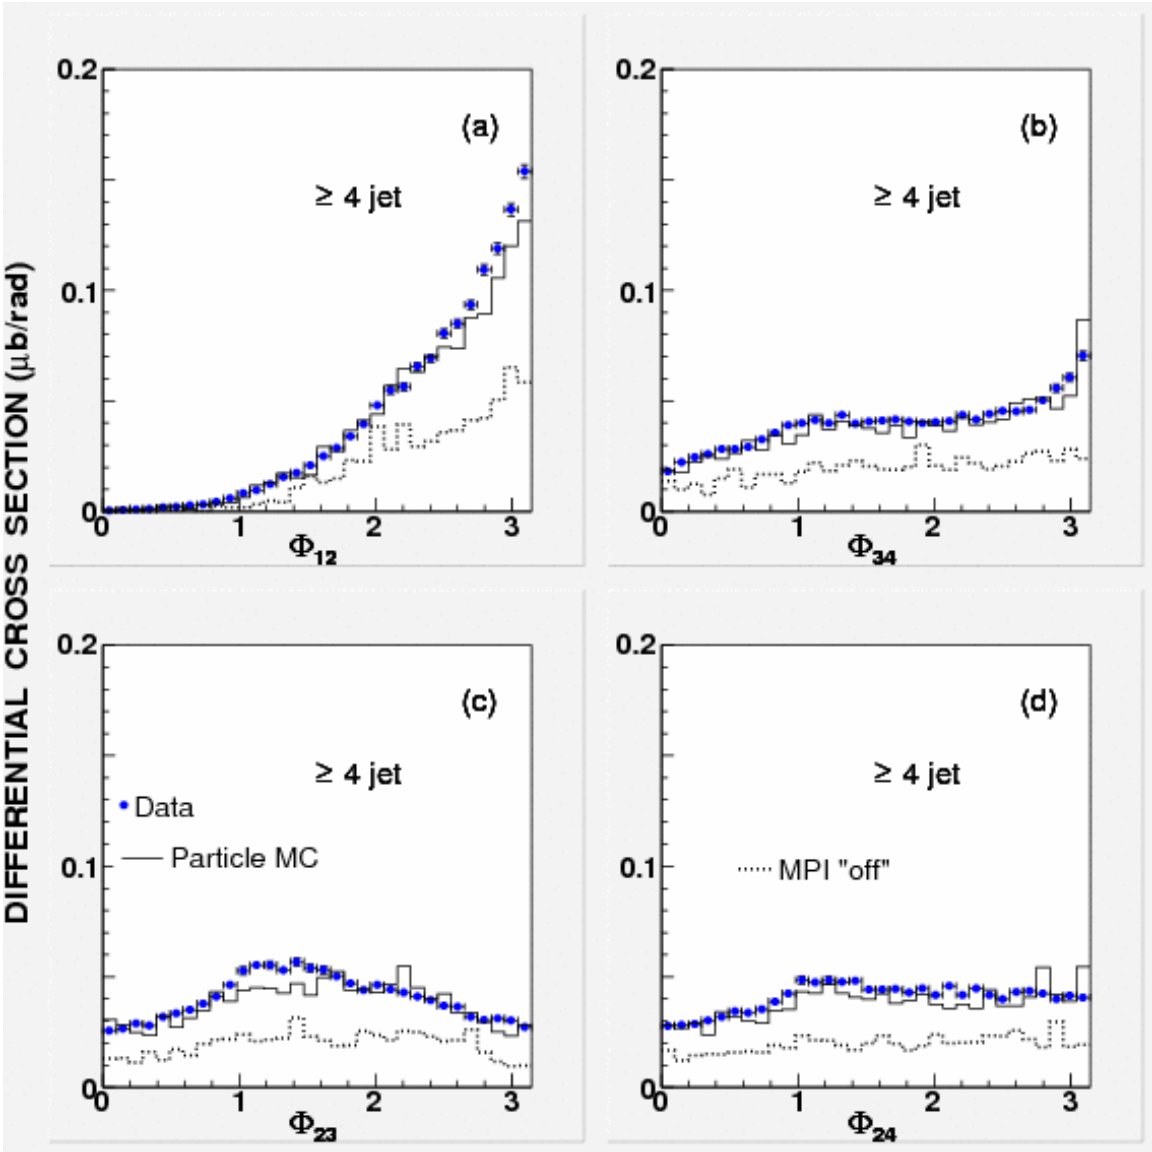 DIFFERENTIAL CROSS SECTION (μb/rad)
0.2
(a)
≥ 4 jet
0.1
0
0 1 2 3
Φ12
0.2
(b)
≥ 4 jet
0.1
0
0 1 2 3
Φ34
0.2
(c)
≥ 4 jet
Data
Particle MC
0.1
0
0 1 2 3
Φ23
0.2
(d)
≥ 4 jet
0.1
MPI "off"
0
0 1 2 3
Φ24